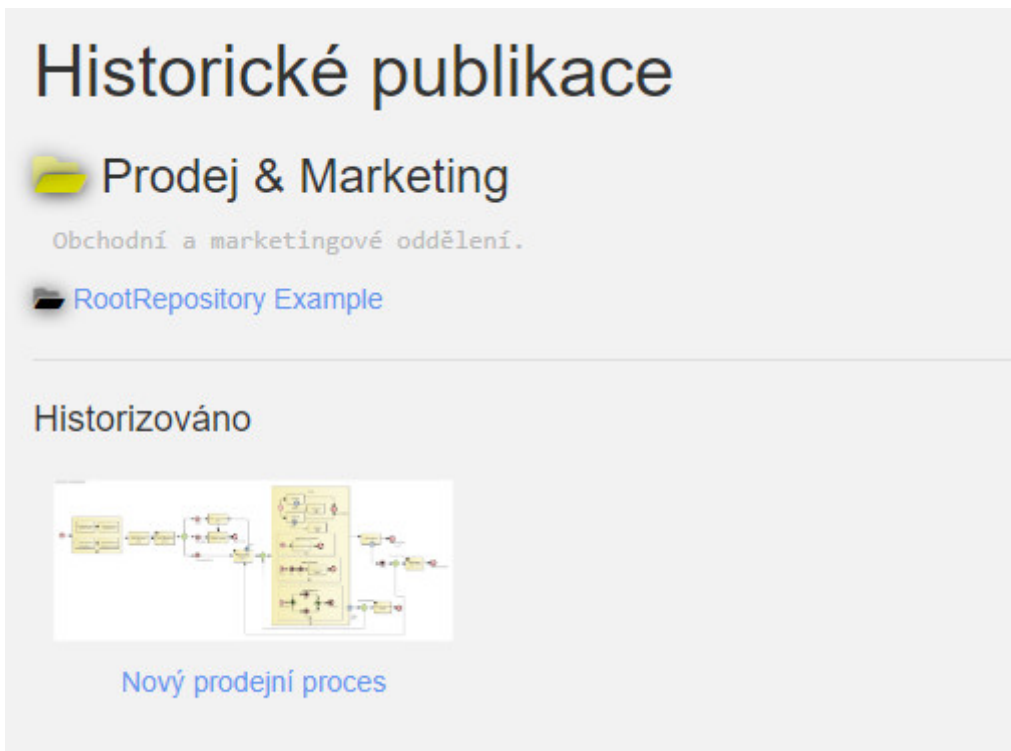 Historické publikace
Prodej & Marketing
Obchodní a marketingové oddělení.
RootRepository Example
Historizováno
Nový prodejní proces